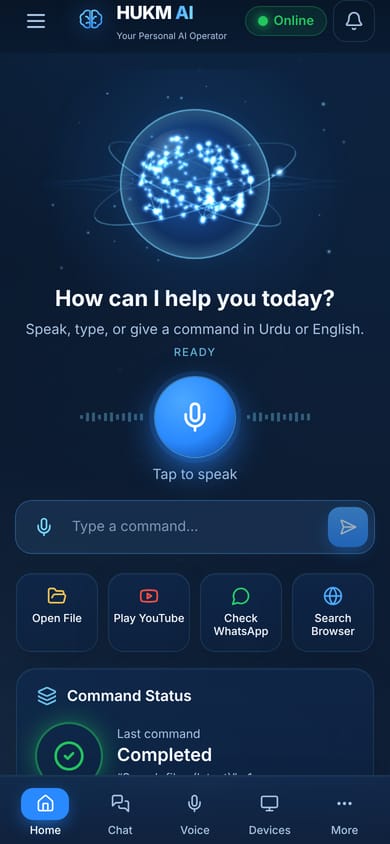 HUKM AI
Your Personal AI Operator
Online
How can I help you today?
Speak, type, or give a command in Urdu or English.
READY
Tap to speak
Type a command...
Open File
Play YouTube
Check
WhatsApp
Search
Browser
Command Status
Last command
Completed
Home
Chat
Voice
Devices
More